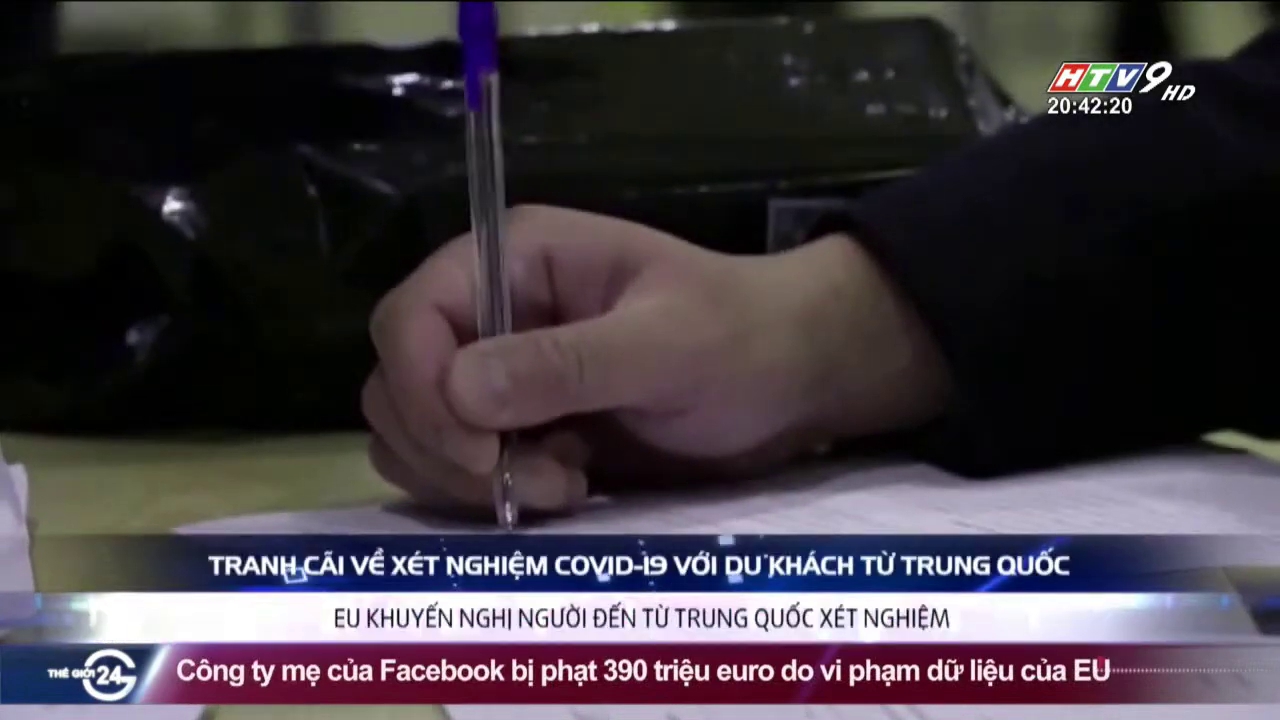 HTV9 HD
20:42:20
TRANH CÃI VỀ XÉT NGHIỆM COVID-19 VỚI DU KHÁCH TỪ TRUNG QUỐC
EU KHUYẾN NGHỊ NGƯỜI ĐẾN TỪ TRUNG QUỐC XÉT NGHIỆM
THẾ GIỚI 24G
Công ty mẹ của Facebook bị phạt 390 triệu euro do vi phạm dữ liệu của EU